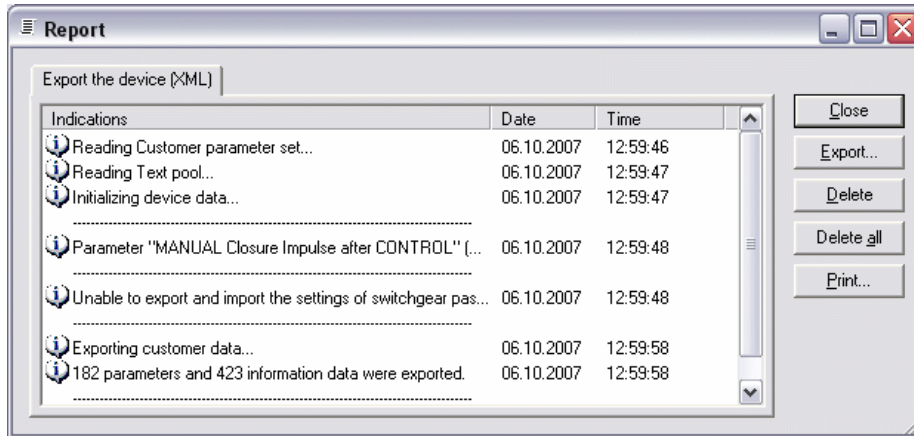 Report
Export the device (XML)
Indications Date Time
Reading Customer parameter set... 06.10.2007 12:59:46
Reading Text pool... 06.10.2007 12:59:47
Initializing device data... 06.10.2007 12:59:47
--------------------------------------------------------------------------------
Parameter "MANUAL Closure Impulse after CONTROL" (... 06.10.2007 12:59:48
--------------------------------------------------------------------------------
Unable to export and import the settings of switchgear pas... 06.10.2007 12:59:48
--------------------------------------------------------------------------------
Exporting customer data... 06.10.2007 12:59:58
182 parameters and 423 information data were exported. 06.10.2007 12:59:58
--------------------------------------------------------------------------------
Close
Export...
Delete
Delete all
Print...